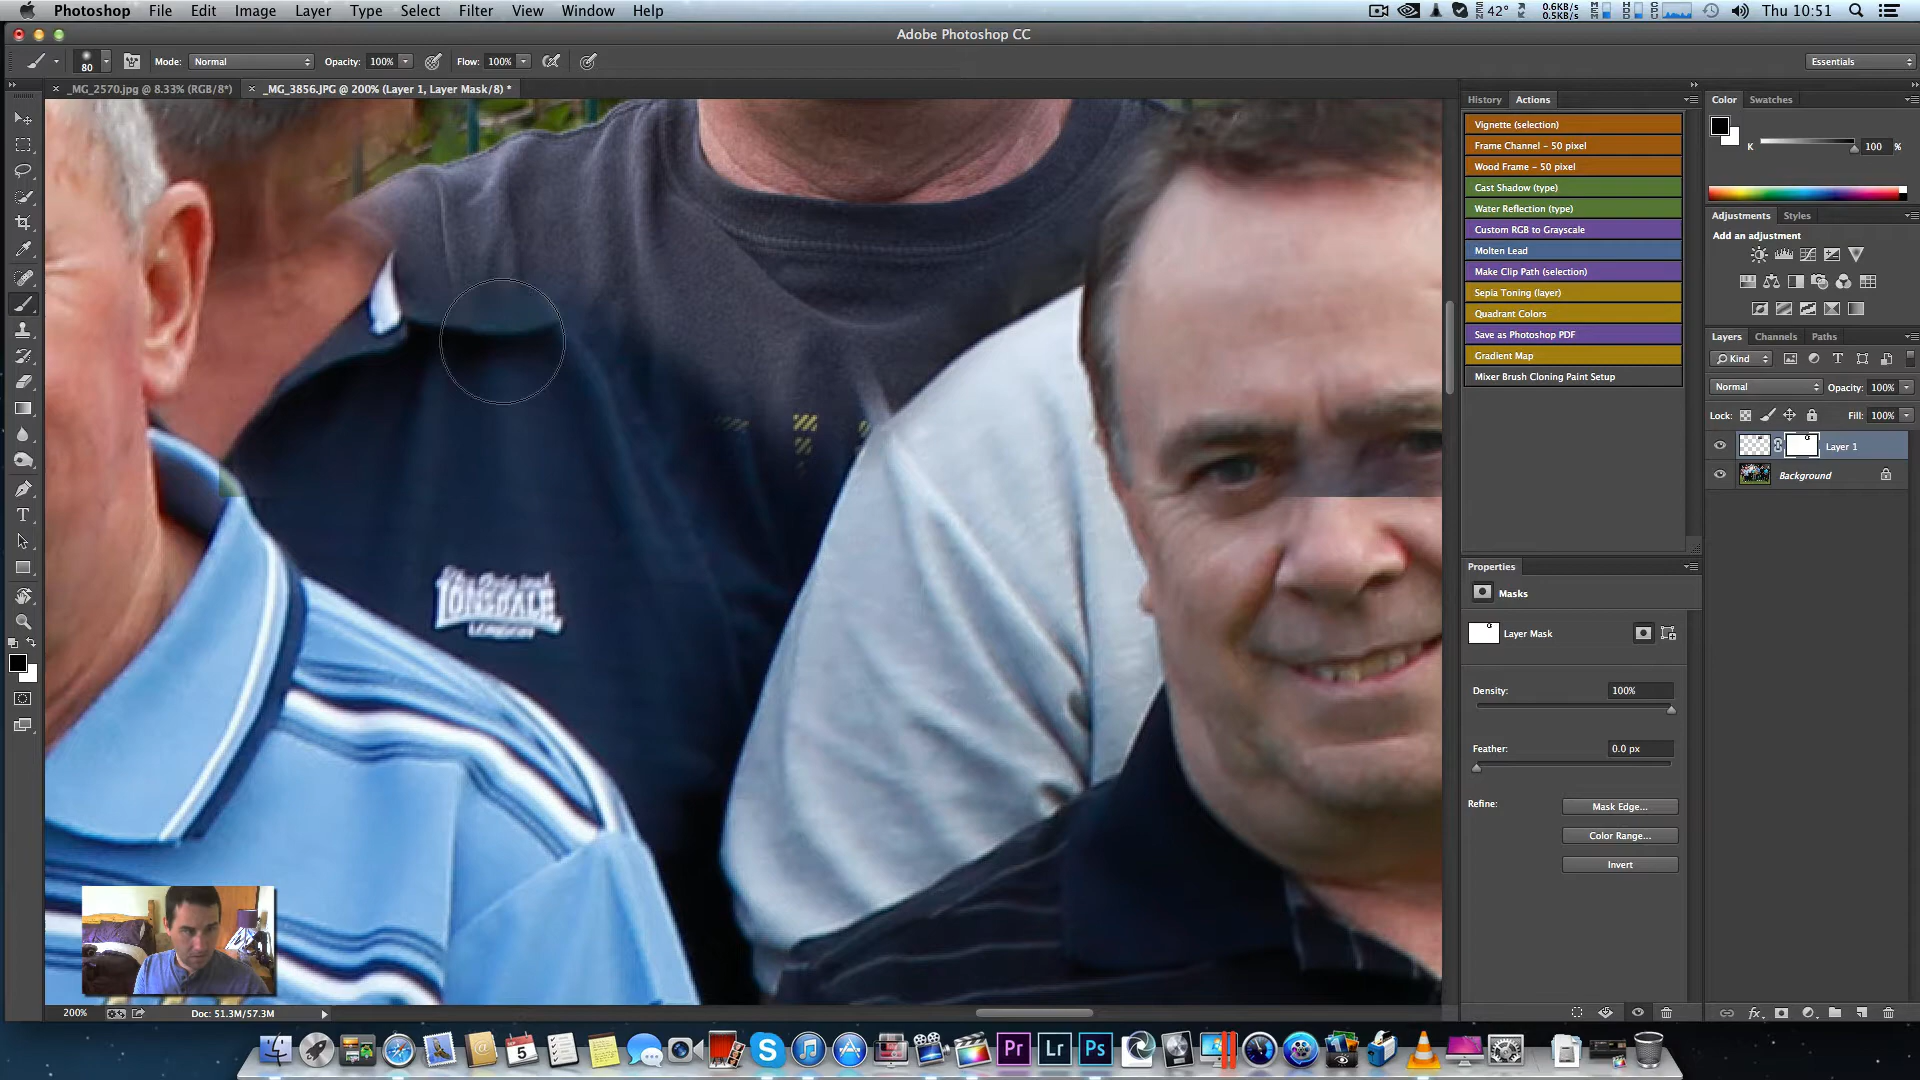 Photoshop File Edit Image Layer Type Select Filter View Window Help
SEN 42° 0.6KB/s 0.5KB/s MEM HDD CPU Thu 10:51
Adobe Photoshop CC
80 Mode: Normal Opacity: 100% Flow: 100% Essentials
_MG_2570.jpg @ 8.33% (RGB/8*) _MG_3856.JPG @ 200% (Layer 1, Layer Mask/8) *
History Actions
Vignette (selection)
Frame Channel - 50 pixel
Wood Frame - 50 pixel
Cast Shadow (type)
Water Reflection (type)
Custom RGB to Grayscale
Molten Lead
Make Clip Path (selection)
Sepia Toning (layer)
Quadrant Colors
Save as Photoshop PDF
Gradient Map
Mixer Brush Cloning Paint Setup
Color Swatches
K 100 %
Adjustments Styles
Add an adjustment
Layers Channels Paths
Kind
Normal Opacity: 100%
Lock: Fill: 100%
Layer 1
Background
Properties
Masks
Layer Mask
Density: 100%
Feather: 0.0 px
Refine: Mask Edge...
Color Range...
Invert
LONSDALE
LONDON
200% Doc: 51.3M/57.3M
5
Pr Lr Ps